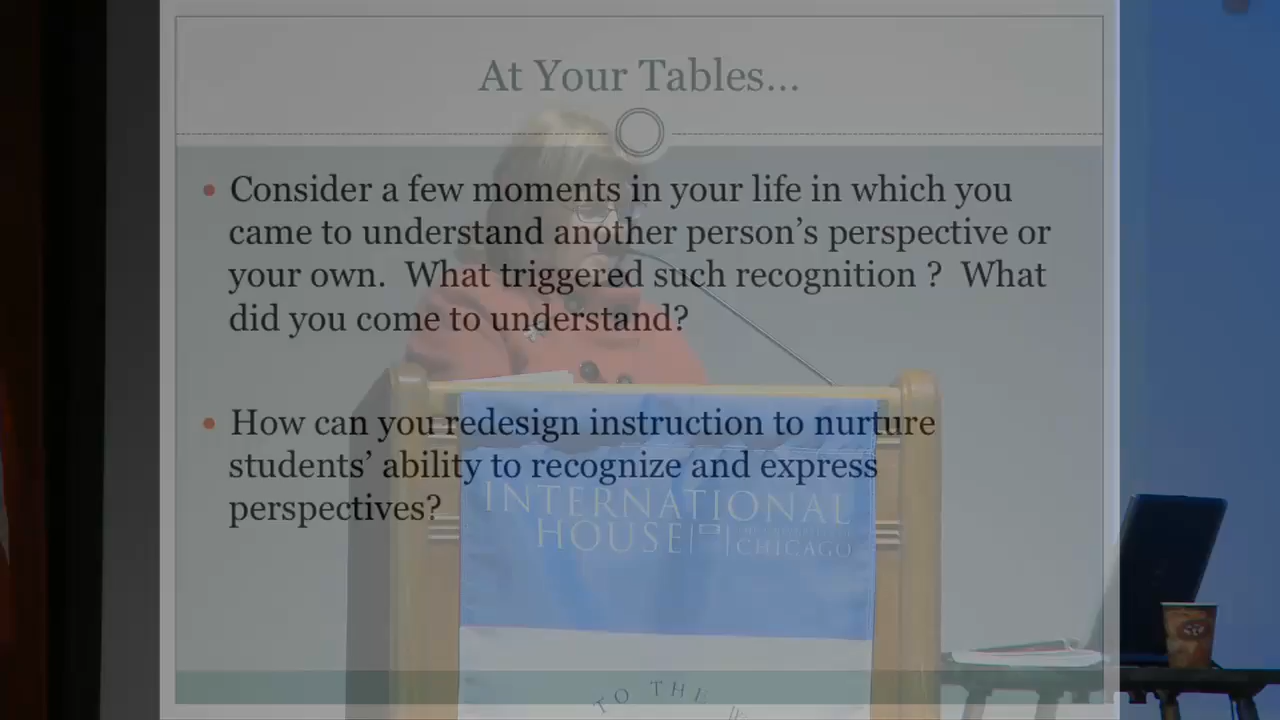 At Your Tables...
• Consider a few moments in your life in which you
came to understand another person's perspective or
your own.  What triggered such recognition ?  What
did you come to understand?
• How can you redesign instruction to nurture
students' ability to recognize and express
perspectives?
INTERNATIONAL
HOUSE
CHICAGO
TO THE